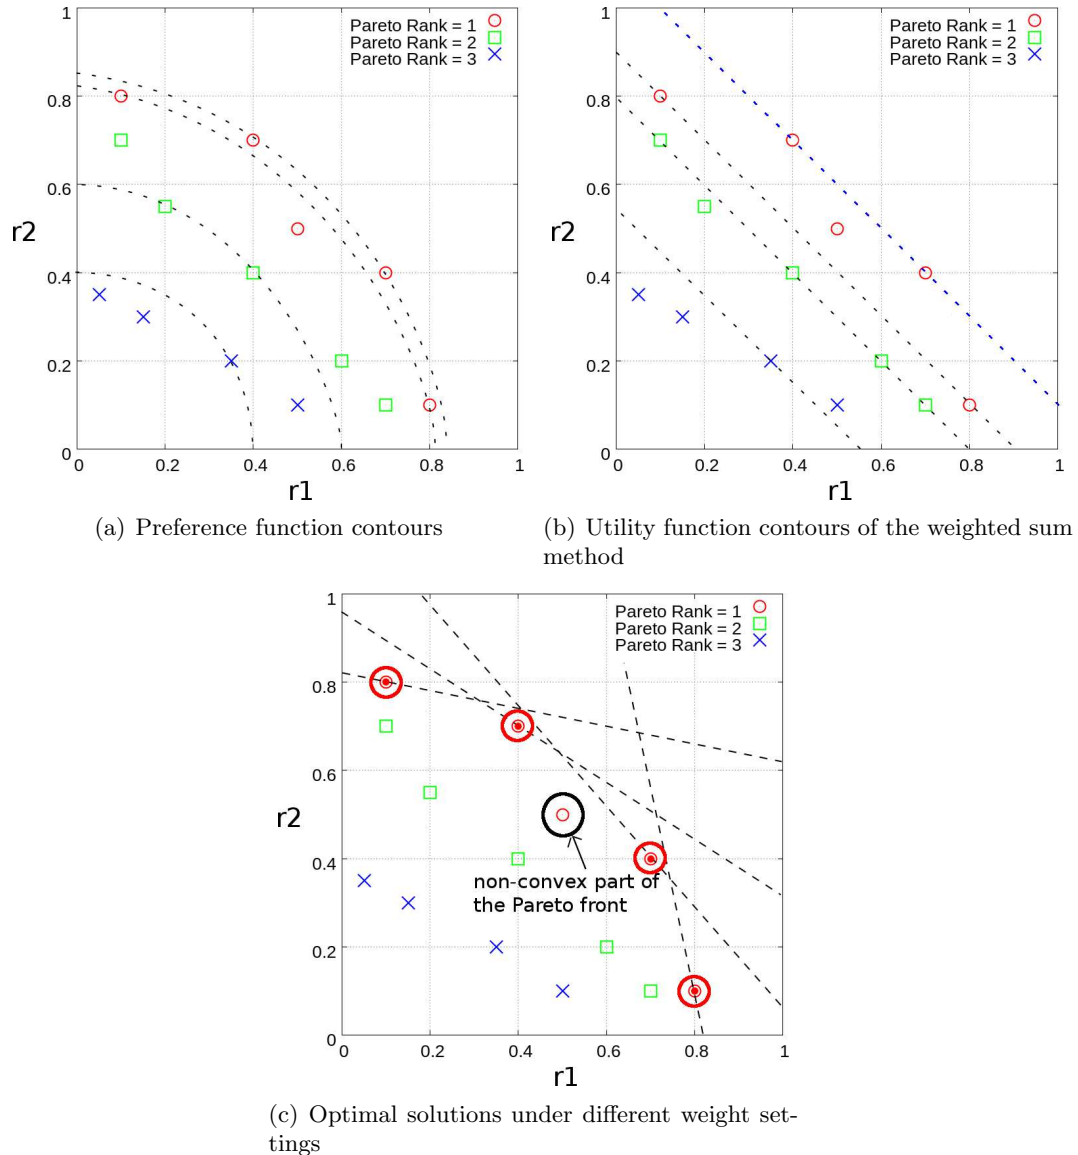 1
0.8
0.6
0.4
0.2
0
r2
Pareto Rank = 1
Pareto Rank = 2
Pareto Rank = 3
0 0.2 0.4 0.6 0.8 1
r1
(a) Preference function contours
1
0.8
0.6
0.4
0.2
0
r2
Pareto Rank = 1
Pareto Rank = 2
Pareto Rank = 3
0 0.2 0.4 0.6 0.8 1
r1
(b) Utility function contours of the weighted sum
method
1
0.8
0.6
0.4
0.2
0
r2
Pareto Rank = 1
Pareto Rank = 2
Pareto Rank = 3
non-convex part of
the Pareto front
0 0.2 0.4 0.6 0.8 1
r1
(c) Optimal solutions under different weight set-
tings